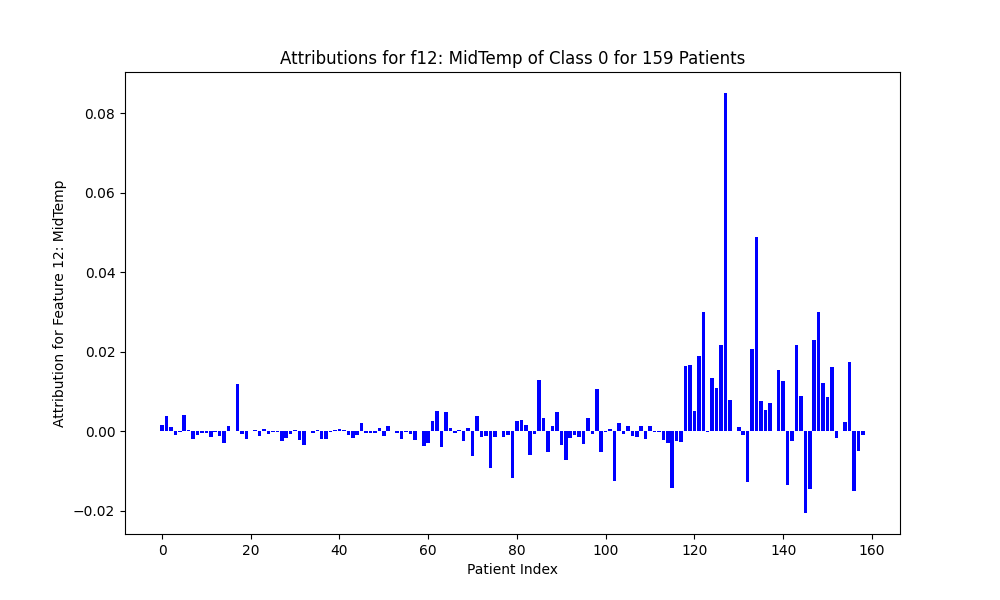 Attributions for f12: MidTemp of Class 0 for 159 Patients
Attribution for Feature 12: MidTemp
0.08
0.06
0.04
0.02
0.00
−0.02
0 20 40 60 80 100 120 140 160
Patient Index